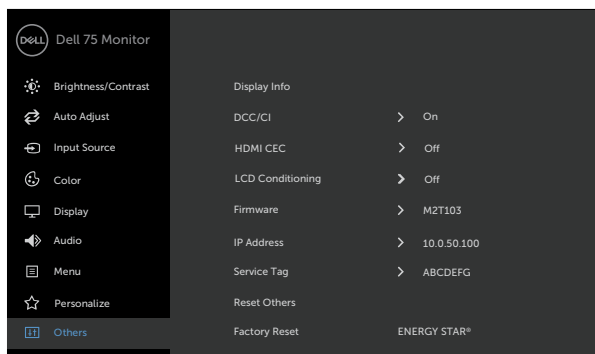 DELL Dell 75 Monitor
Brightness/Contrast
Display Info
Auto Adjust
DCC/CI
On
Input Source
HDMI CEC
Off
Color
LCD Conditioning
Off
Display
Firmware
M2T103
Audio
IP Address
10.0.50.100
Menu
Service Tag
ABCDEFG
Personalize
Reset Others
Others
Factory Reset
ENERGY STAR®